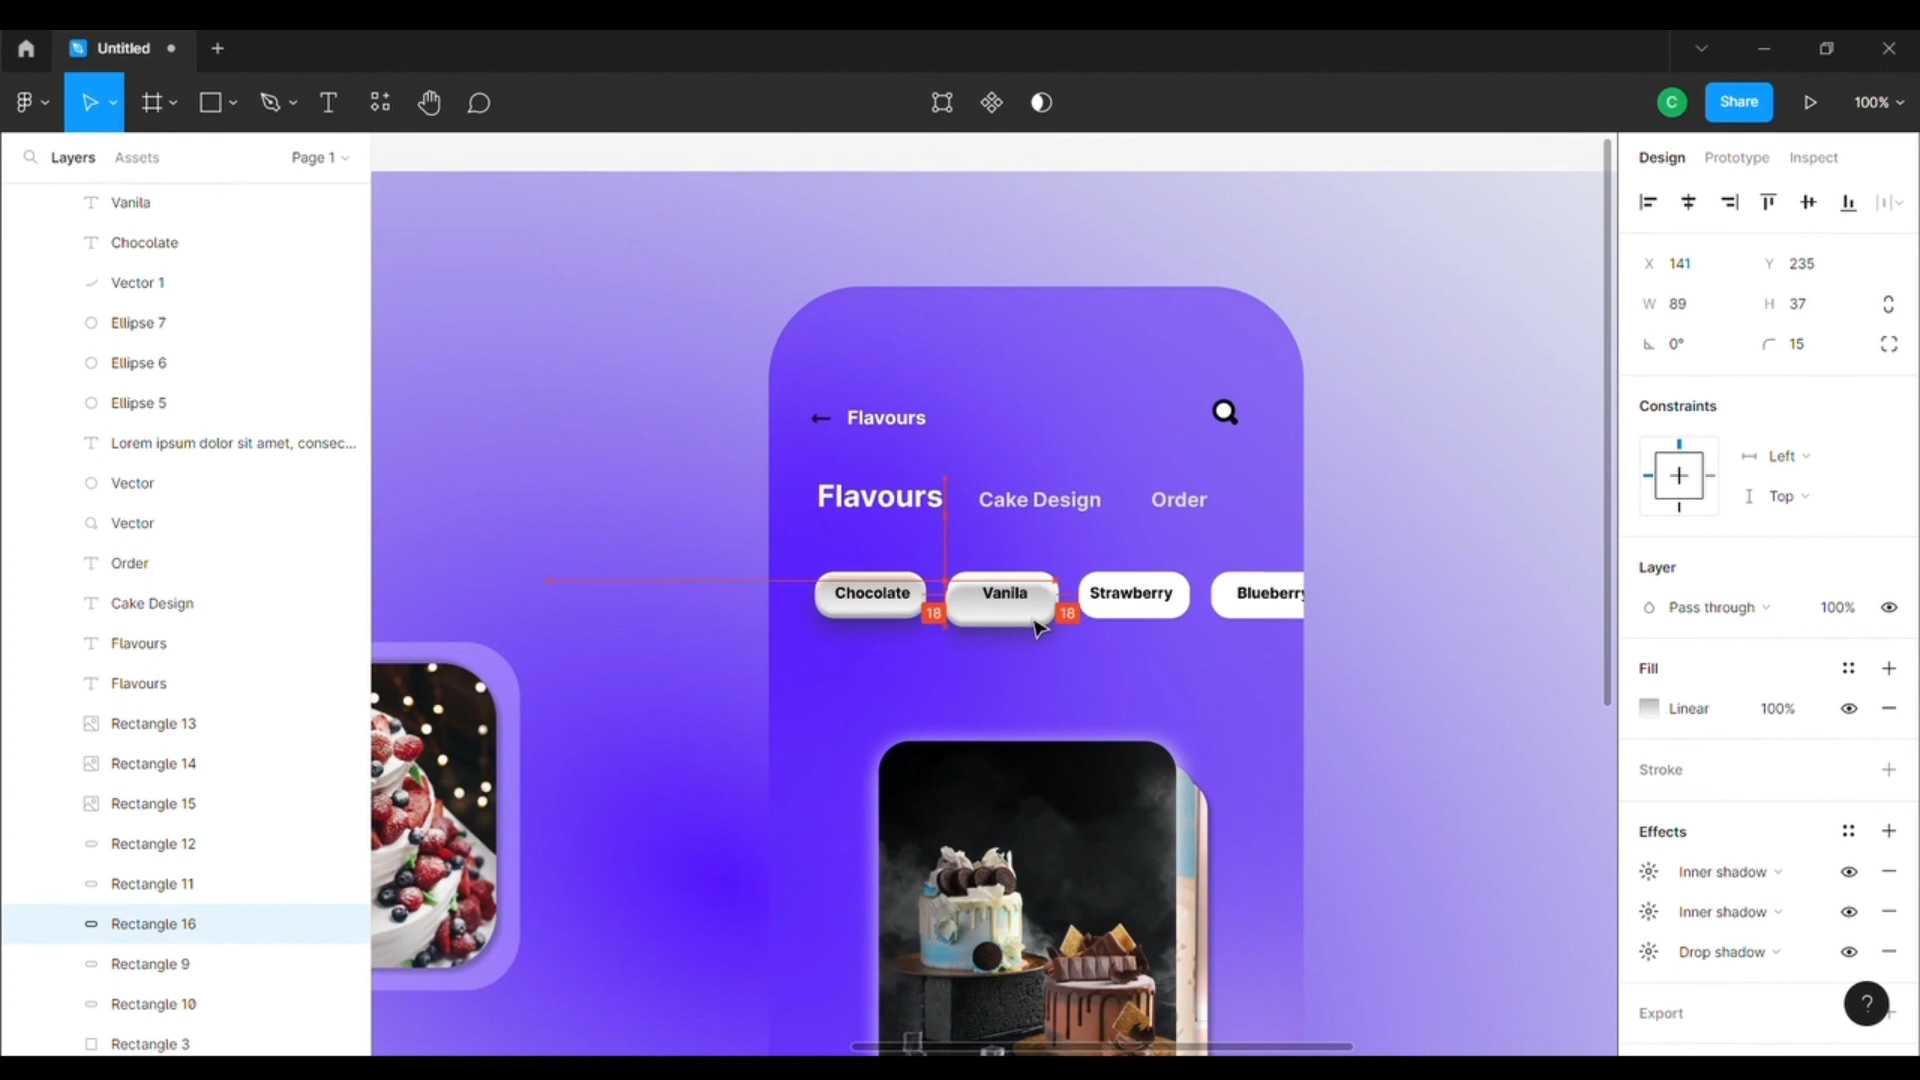 Untitled
C
Share
100%
Layers
Assets
Page 1
Vanila
Chocolate
Vector 1
Ellipse 7
Ellipse 6
Ellipse 5
Lorem ipsum dolor sit amet, consec...
Vector
Vector
Order
Cake Design
Flavours
Flavours
Rectangle 13
Rectangle 14
Rectangle 15
Rectangle 12
Rectangle 11
Rectangle 16
Rectangle 9
Rectangle 10
Rectangle 3
Flavours
Flavours
Cake Design
Order
Chocolate
Vanila
Strawberry
Blueberry
18
18
Design
Prototype
Inspect
X 141
Y 235
W 89
H 37
0°
15
Constraints
Left
Top
Layer
Pass through
100%
Fill
Linear
100%
Stroke
Effects
Inner shadow
Inner shadow
Drop shadow
Export
?